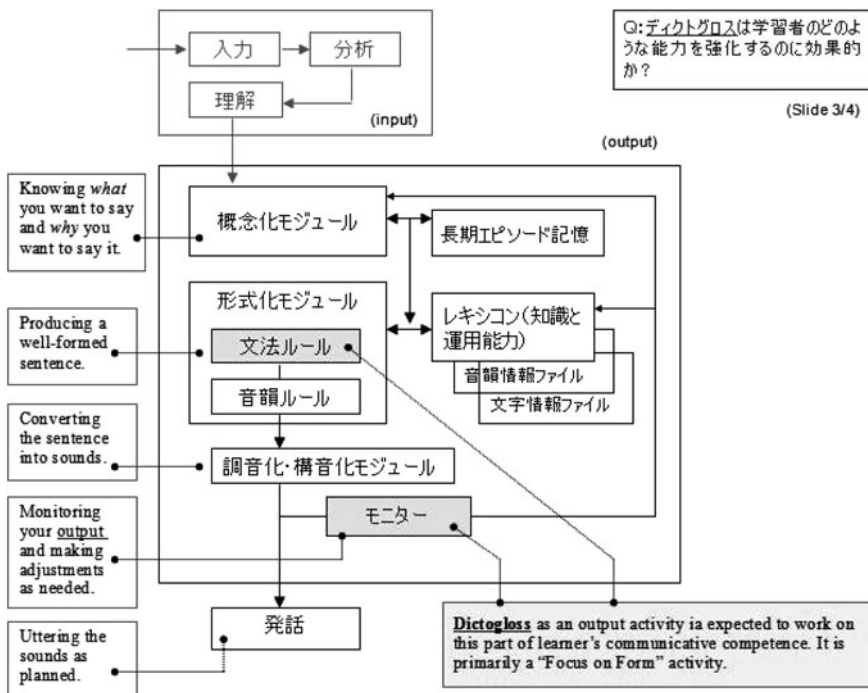 Q:ディクトグロスは学習者のどのよ
うな能力を強化するのに効果的
か?
(Slide 3/4)
入力
分析
理解
(input)
(output)
Knowing what
you want to say
and why you
want to say it.
概念化モジュール
長期エピソード記憶
形式化モジュール
レキシコン(知識と
運用能力)
Producing a
well-formed
sentence.
文法ルール
音韻情報ファイル
音韻ルール
文字情報ファイル
Converting
the sentence
into sounds.
調音化・構音化モジュール
Monitoring
your output
and making
adjustments
as needed.
モニター
発話
Uttering the
sounds as
planned.
Dictogloss as an output activity ia expected to work on
this part of learner's communicative competence. It is
primarily a "Focus on Form" activity.